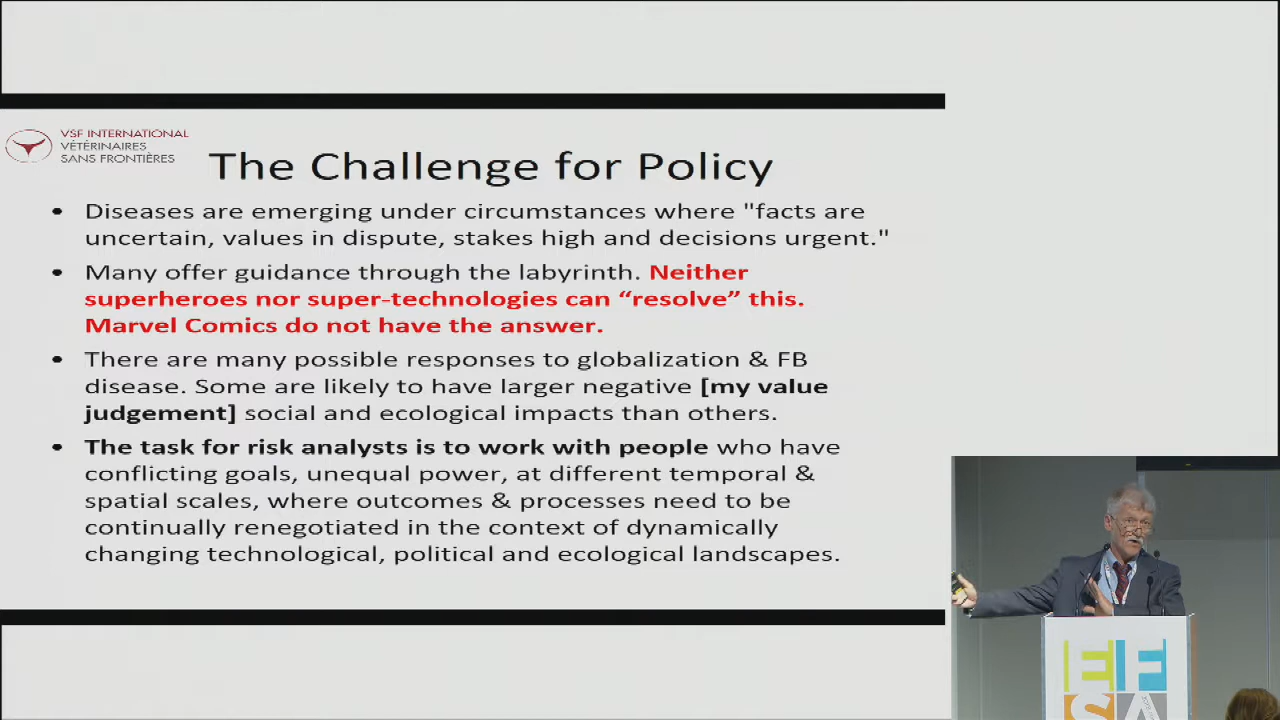 VSF INTERNATIONAL
VÉTÉRINAIRES
SANS FRONTIÈRES
The Challenge for Policy
• Diseases are emerging under circumstances where "facts are
uncertain, values in dispute, stakes high and decisions urgent."
• Many offer guidance through the labyrinth. Neither
superheroes nor super-technologies can “resolve” this.
Marvel Comics do not have the answer.
• There are many possible responses to globalization & FB
disease. Some are likely to have larger negative [my value
judgement] social and ecological impacts than others.
• The task for risk analysts is to work with people who have
conflicting goals, unequal power, at different temporal &
spatial scales, where outcomes & processes need to be
continually renegotiated in the context of dynamically
changing technological, political and ecological landscapes.
EF
SA